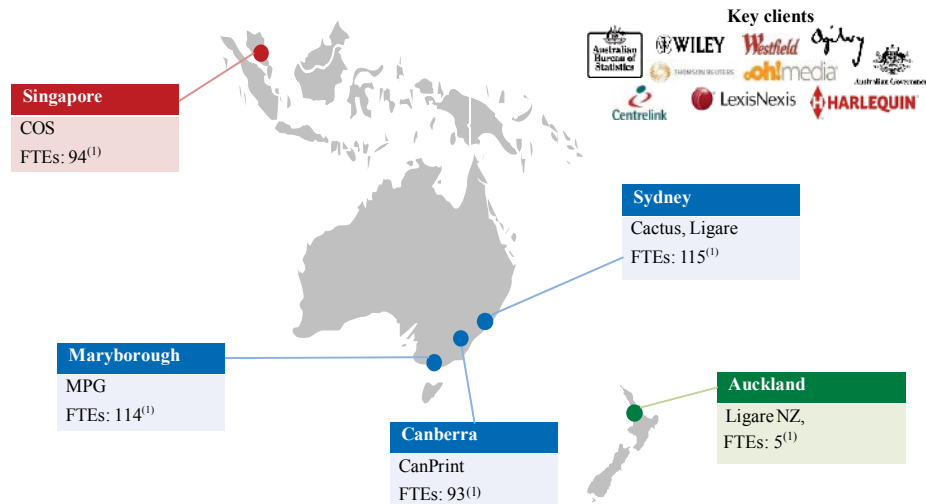 Key clients
Australian
Bureau of
Statistics
WILEY
Westfield
Ogilvy
THOMSON REUTERS
oh!media
Australian Government
Centrelink
LexisNexis
HARLEQUIN
Singapore
COS
FTEs: 94(1)
Sydney
Cactus, Ligare
FTEs: 115(1)
Maryborough
MPG
FTEs: 114(1)
Canberra
CanPrint
FTEs: 93(1)
Auckland
Ligare NZ,
FTEs: 5(1)